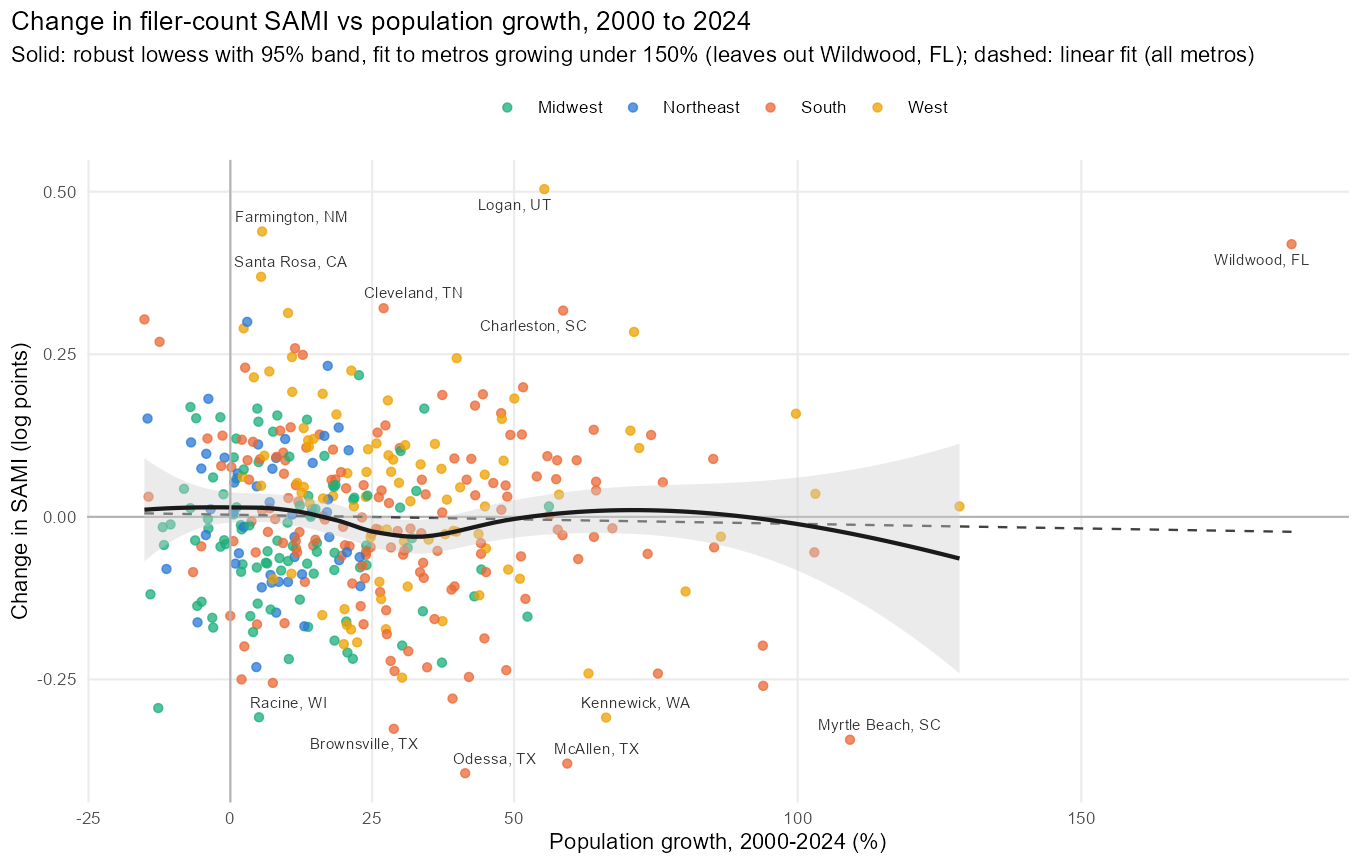 Change in filer-count SAMI vs population growth, 2000 to 2024
Solid: robust lowess with 95% band, fit to metros growing under 150% (leaves out Wildwood, FL); dashed: linear fit (all metros)
Midwest Northeast South West
0.50
0.25
0.00
-0.25
Change in SAMI (log points)
Logan, UT
Farmington, NM
Wildwood, FL
Santa Rosa, CA
Cleveland, TN
Charleston, SC
Racine, WI
Kennewick, WA
Myrtle Beach, SC
Brownsville, TX
McAllen, TX
Odessa, TX
-25 0 25 50 100 150
Population growth, 2000-2024 (%)